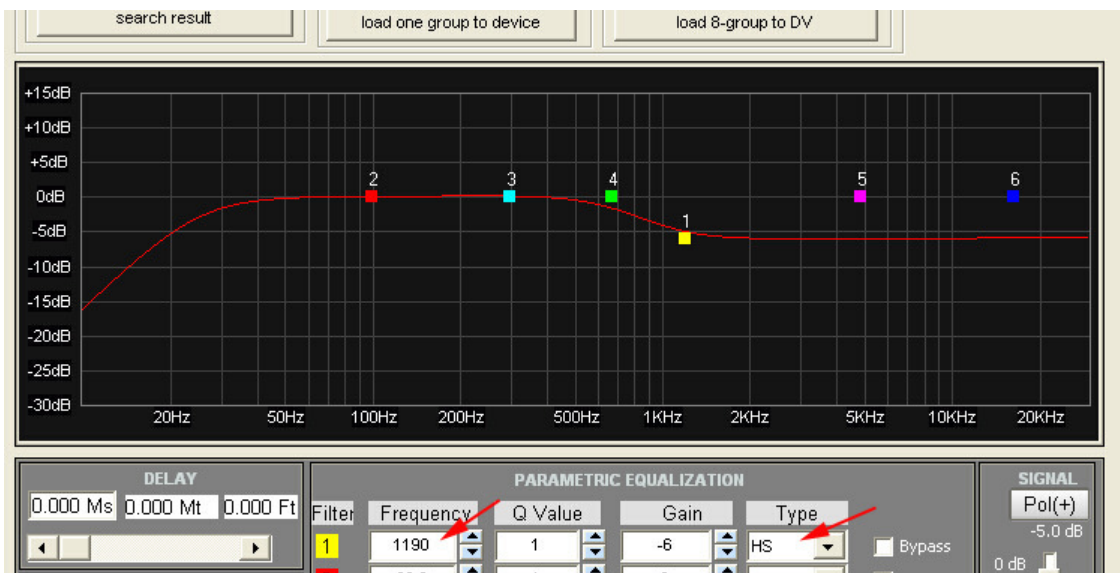 search result
load one group to device
load 8-group to DV
+15dB
+10dB
+5dB
0dB
-5dB
-10dB
-15dB
-20dB
-25dB
-30dB
2
3
4
1
5
6
20Hz 50Hz 100Hz 200Hz 500Hz 1KHz 2KHz 5KHz 10KHz 20KHz
DELAY
0.000 Ms 0.000 Mt 0.000 Ft
PARAMETRIC EQUALIZATION
Filter Frequency Q Value Gain Type
1 1190 1 -6 HS Bypass
SIGNAL
Pol(+)
-5.0 dB
0 dB